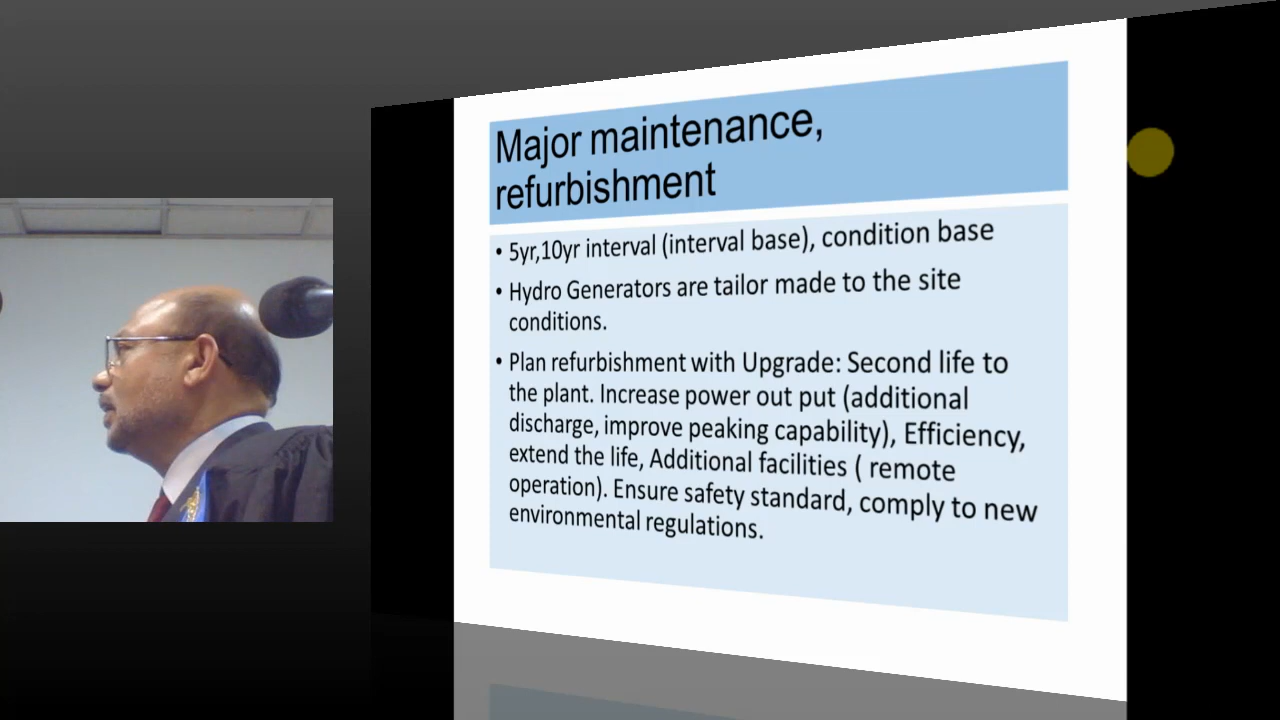 Major maintenance,
refurbishment
• 5yr,10yr interval (interval base), condition base
• Hydro Generators are tailor made to the site
conditions.
• Plan refurbishment with Upgrade: Second life to
the plant. Increase power out put (additional
discharge, improve peaking capability), Efficiency,
extend the life, Additional facilities ( remote
operation). Ensure safety standard, comply to new
environmental regulations.